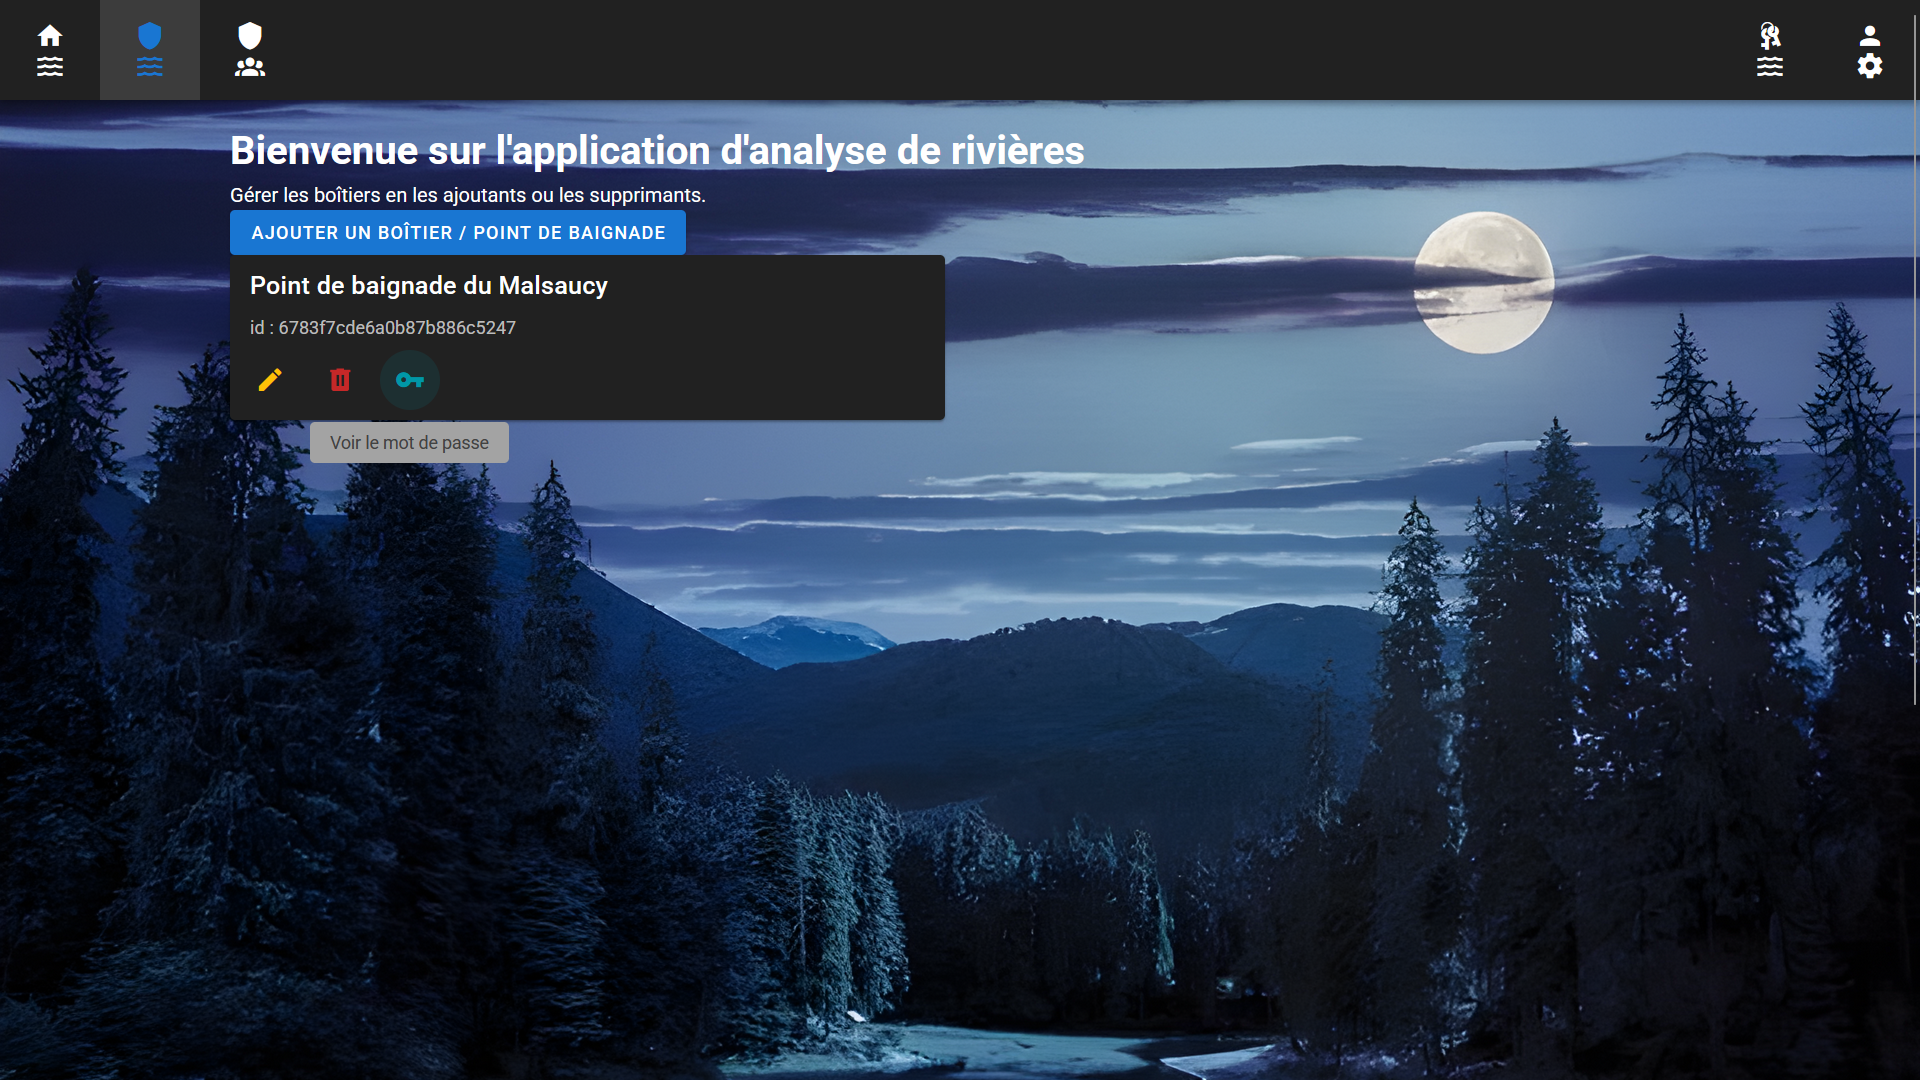 Bienvenue sur l'application d'analyse de rivières
Gérer les boîtiers en les ajoutants ou les supprimants.
AJOUTER UN BOÎTIER / POINT DE BAIGNADE
Point de baignade du Malsaucy
id : 6783f7cde6a0b87b886c5247
Voir le mot de passe